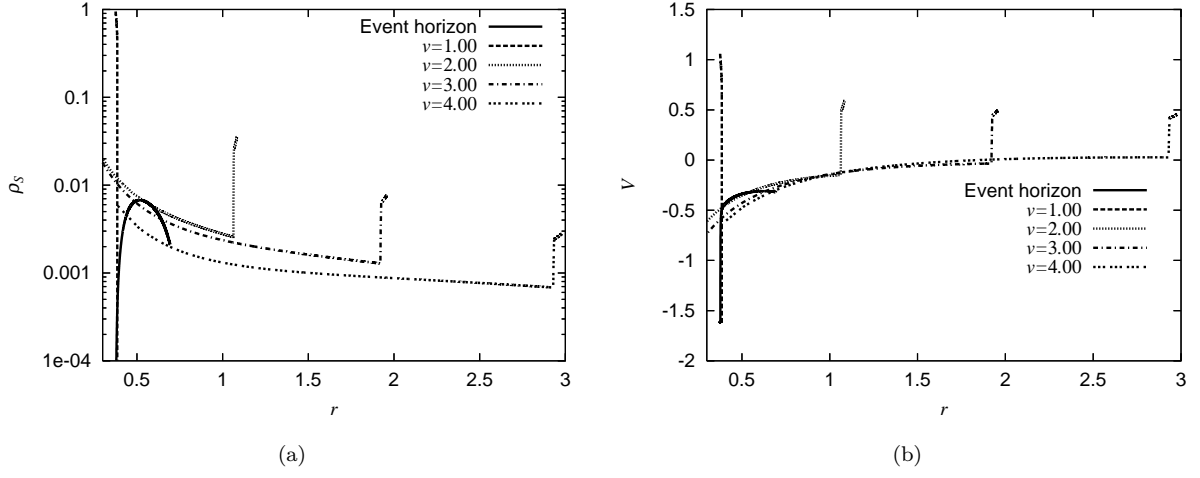 1
0.1
0.01
0.001
1e-04
0.5
1
1.5
2
2.5
3
ρS
r
Event horizon
v=1.00
v=2.00
v=3.00
v=4.00
(a)
1.5
1
0.5
0
-0.5
-1
-1.5
-2
0.5
1
1.5
2
2.5
3
V
r
Event horizon
v=1.00
v=2.00
v=3.00
v=4.00
(b)